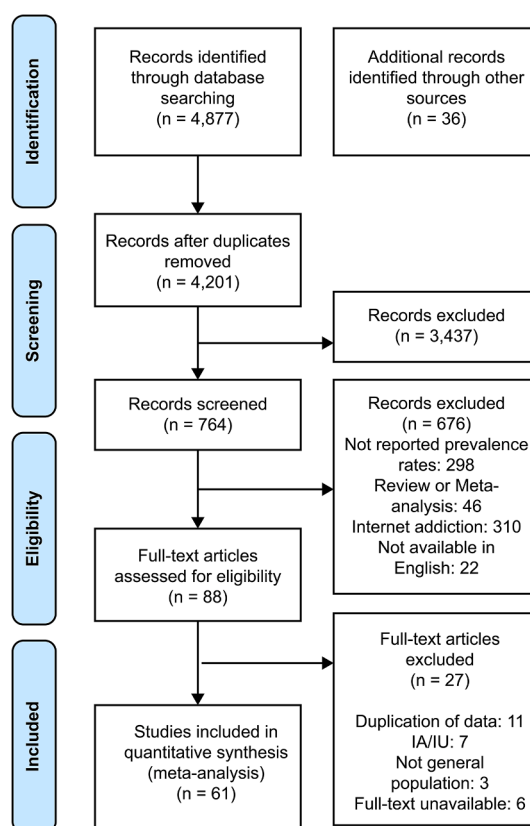 Identification
Records identified
through database
searching
(n = 4,877)
Additional records
identified through other
sources
(n = 36)
Screening
Records after duplicates
removed
(n = 4,201)
Records excluded
(n = 3,437)
Records screened
(n = 764)
Records excluded
(n = 676)
Not reported prevalence
rates: 298
Review or Meta-
analysis: 46
Internet addiction: 310
Not available in
English: 22
Eligibility
Full-text articles
assessed for eligibility
(n = 88)
Full-text articles
excluded
(n = 27)
Duplication of data: 11
IA/IU: 7
Not general
population: 3
Full-text unavailable: 6
Included
Studies included in
quantitative synthesis
(meta-analysis)
n = 61)